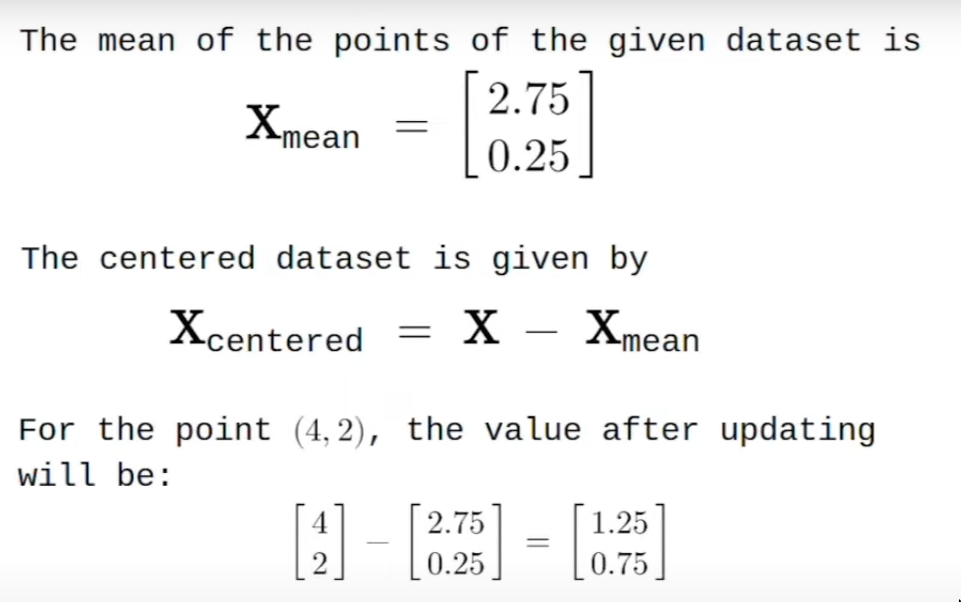 The mean of the points of the given dataset is
X_mean = [2.75 0.25]
The centered dataset is given by
X_centered = X − X_mean
For the point (4, 2), the value after updating
will be:
[4 2] − [2.75 0.25] = [1.25 0.75]